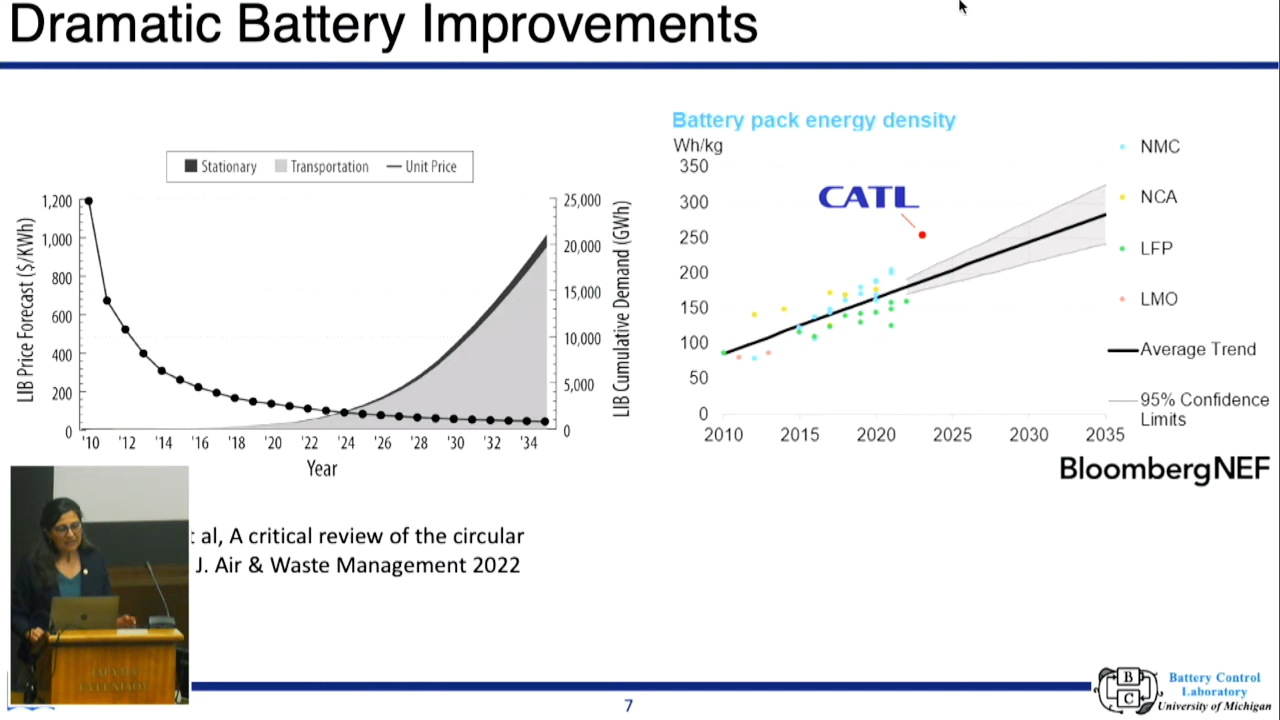 Dramatic Battery Improvements
Stationary Transportation Unit Price
LIB Price Forecast ($/KWh)
1,200
1,000
800
600
400
200
0
25,000
20,000
15,000
10,000
5,000
0
LIB Cumulative Demand (GWh)
'10 '12 '14 '16 '18 '20 '22 '24 '26 '28 '30 '32 '34
Year
Battery pack energy density
Wh/kg
350
300
250
200
150
100
50
0
CATL
2010 2015 2020 2025 2030 2035
NMC
NCA
LFP
LMO
Average Trend
95% Confidence
Limits
BloombergNEF
al, A critical review of the circular
J. Air & Waste Management 2022
7
B
C
Battery Control
Laboratory
University of Michigan